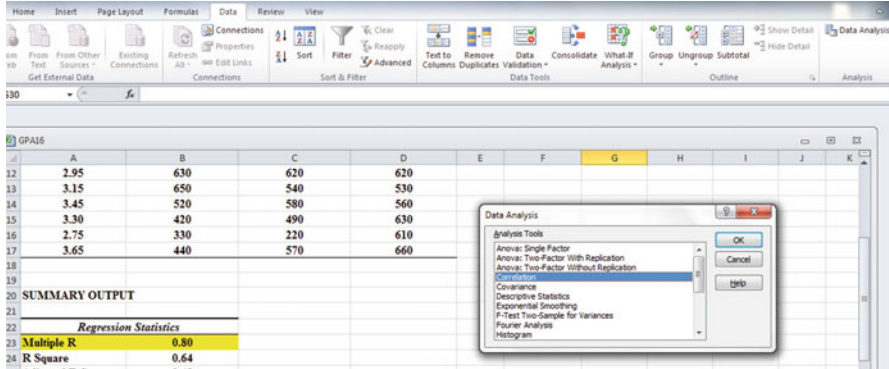 Home Insert Page Layout Formulas Data Review View
From Text From Other Sources Existing Connections Refresh All Connections Properties Edit Links Sort Filter Clear Reapply Advanced Text to Columns Remove Duplicates Data Validation Consolidate What-If Analysis Group Ungroup Subtotal Show Detail Hide Detail Data Analysis
Get External Data Connections Sort & Filter Data Tools Outline Analysis
G30 fx
GPA16
A B C D E F G H I J K
12 2.95 630 620 620
13 3.15 650 540 530
14 3.45 520 580 560
15 3.30 420 490 630
16 2.75 330 220 610
17 3.65 440 570 660
18
19
20 SUMMARY OUTPUT
21
22 Regression Statistics
23 Multiple R 0.80
24 R Square 0.64
Data Analysis
Analysis Tools
Anova: Single Factor
Anova: Two-Factor With Replication
Anova: Two-Factor Without Replication
Correlation
Covariance
Descriptive Statistics
Exponential Smoothing
F-Test Two-Sample for Variances
Fourier Analysis
Histogram
OK
Cancel
Help